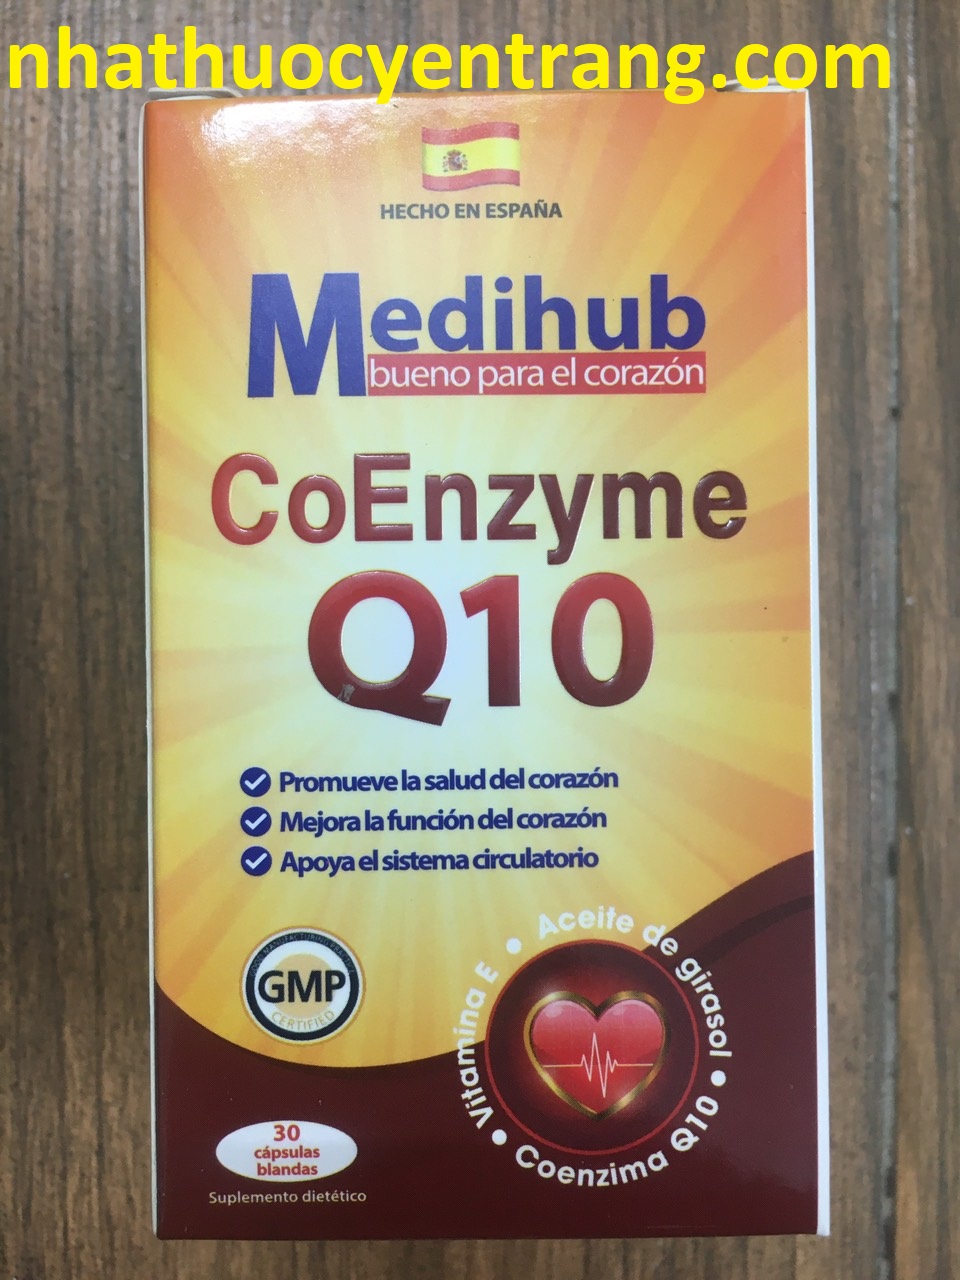 nhathuocyentrang.com
HECHO EN ESPAÑA
Medihub
bueno para el corazón
CoEnzyme
Q10
Promueve la salud del corazón
Mejora la función del corazón
Apoya el sistema circulatorio
GMP
CERTIFIED
Vitamina E • Aceite de girasol • Coenzima Q10 •
30
cápsulas
blandas
Suplemento dietético